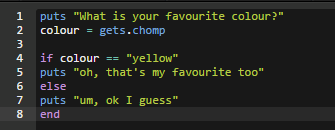 1 puts "What is your favourite colour?"
2 colour = gets.chomp
3
4 if colour == "yellow"
5 puts "oh, that's my favourite too"
6 else
7 puts "um, ok I guess"
8 end